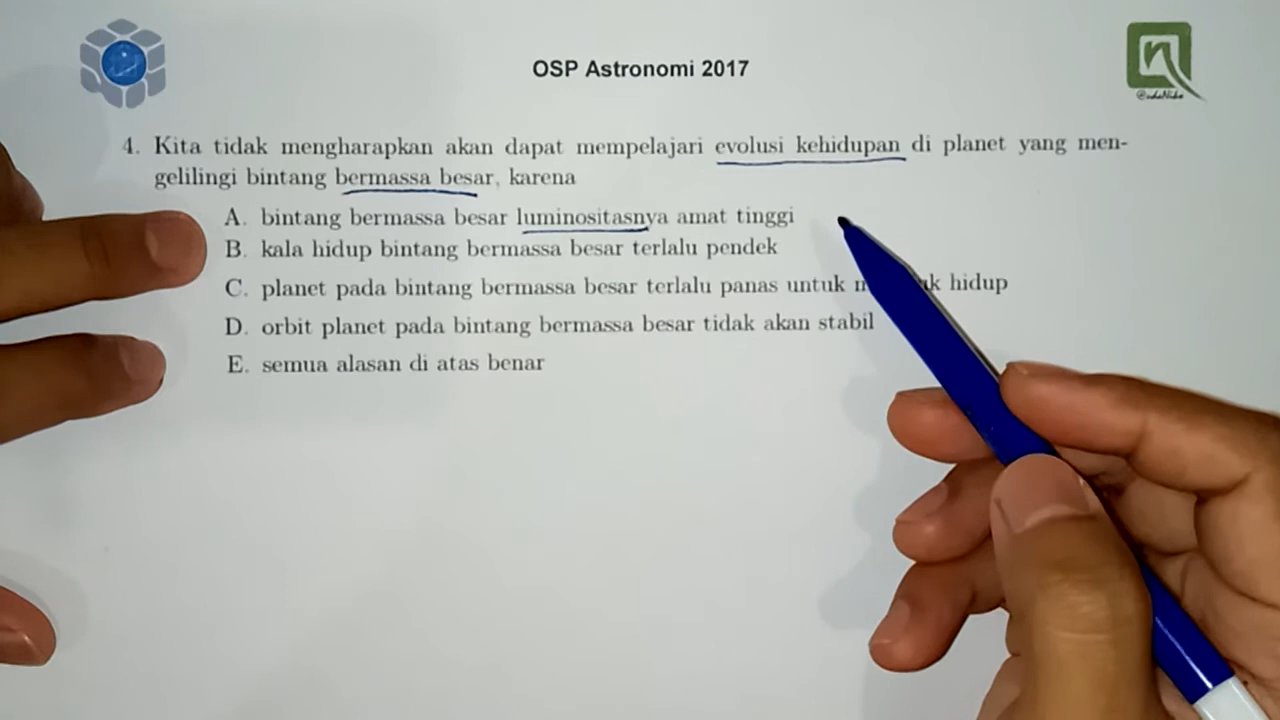 OSP Astronomi 2017
4. Kita tidak mengharapkan akan dapat mempelajari evolusi kehidupan di planet yang men-
gelilingi bintang bermassa besar, karena
A. bintang bermassa besar luminositasnya amat tinggi
B. kala hidup bintang bermassa besar terlalu pendek
C. planet pada bintang bermassa besar terlalu panas untuk hidup
D. orbit planet pada bintang bermassa besar tidak akan stabil
E. semua alasan di atas benar